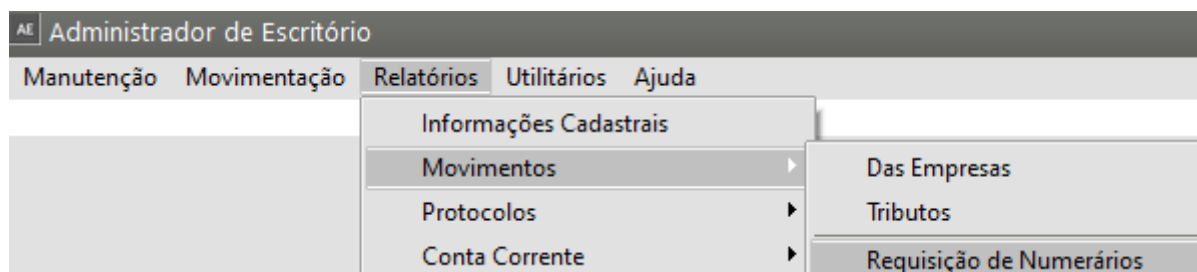 AE Administrador de Escritório
Manutenção Movimentação Relatórios Utilitários Ajuda
Informações Cadastrais
Movimentos
Protocolos
Conta Corrente
Das Empresas
Tributos
Requisição de Numerários